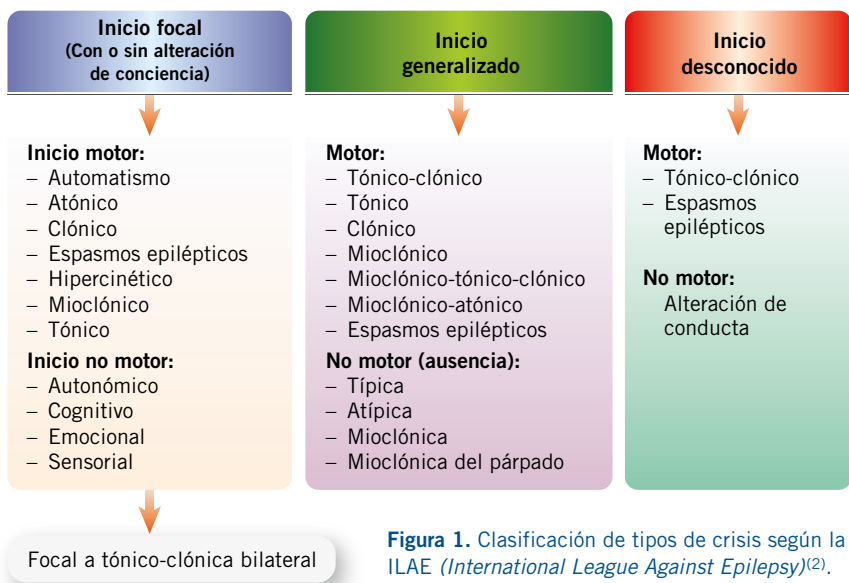 Inicio focal
(Con o sin alteración
de conciencia)
Inicio motor:
– Automatismo
– Atónico
– Clónico
– Espasmos epilépticos
– Hipercinético
– Mioclónico
– Tónico
Inicio no motor:
– Autonómico
– Cognitivo
– Emocional
– Sensorial
Focal a tónico-clónica bilateral
Inicio
generalizado
Motor:
– Tónico-clónico
– Tónico
– Clónico
– Mioclónico
– Mioclónico-tónico-clónico
– Mioclónico-atónico
– Espasmos epilépticos
No motor (ausencia):
– Típica
– Atípica
– Mioclónica
– Mioclónica del párpado
Inicio
desconocido
Motor:
– Tónico-clónico
– Espasmos
epilépticos
No motor:
Alteración de
conducta
Figura 1. Clasificación de tipos de crisis según la
ILAE (International League Against Epilepsy)(2).